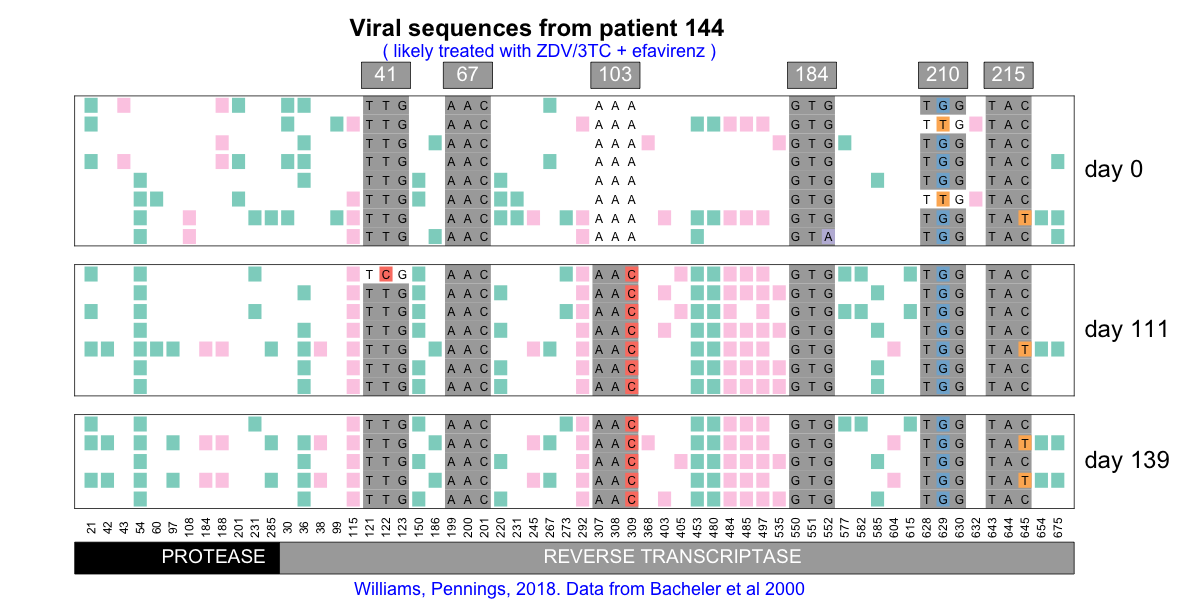 Viral sequences from patient 144
( likely treated with ZDV/3TC + efavirenz )
41 67 103 184 210 215
T T G A A C A A A G T G T G G T A C
T T G A A C A A A G T G T T G T A C
T T G A A C A A A G T G T G G T A C
T T G A A C A A A G T G T G G T A C
day 0
T T G A A C A A A G T G T G G T A C
T T G A A C A A A G T G T T G T A C
T T G A A C A A A G T G T G G T A T
T T G A A C A A A G T A T G G T A C
T C G A A C A A C G T G T G G T A C
T T G A A C A A C G T G T G G T A C
T T G A A C A A C G T G T G G T A C
T T G A A C A A C G T G T G G T A C
day 111
T T G A A C A A C G T G T G G T A T
T T G A A C A A C G T G T G G T A C
T T G A A C A A C G T G T G G T A C
T T G A A C A A C G T G T G G T A C
T T G A A C A A C G T G T G G T A T
T T G A A C A A C G T G T G G T A C
day 139
T T G A A C A A C G T G T G G T A T
T T G A A C A A C G T G T G G T A C
21 42 43 54 60 97 108 184 188 201 231 285 30 36 38 99 115 121 122 123 150 186 199 200 201 220 231 245 267 273 292 307 308 309 368 403 405 453 480 484 485 497 535 550 551 552 577 582 585 604 615 628 629 630 632 643 644 645 654 675
PROTEASE REVERSE TRANSCRIPTASE
Williams, Pennings, 2018. Data from Bacheler et al 2000